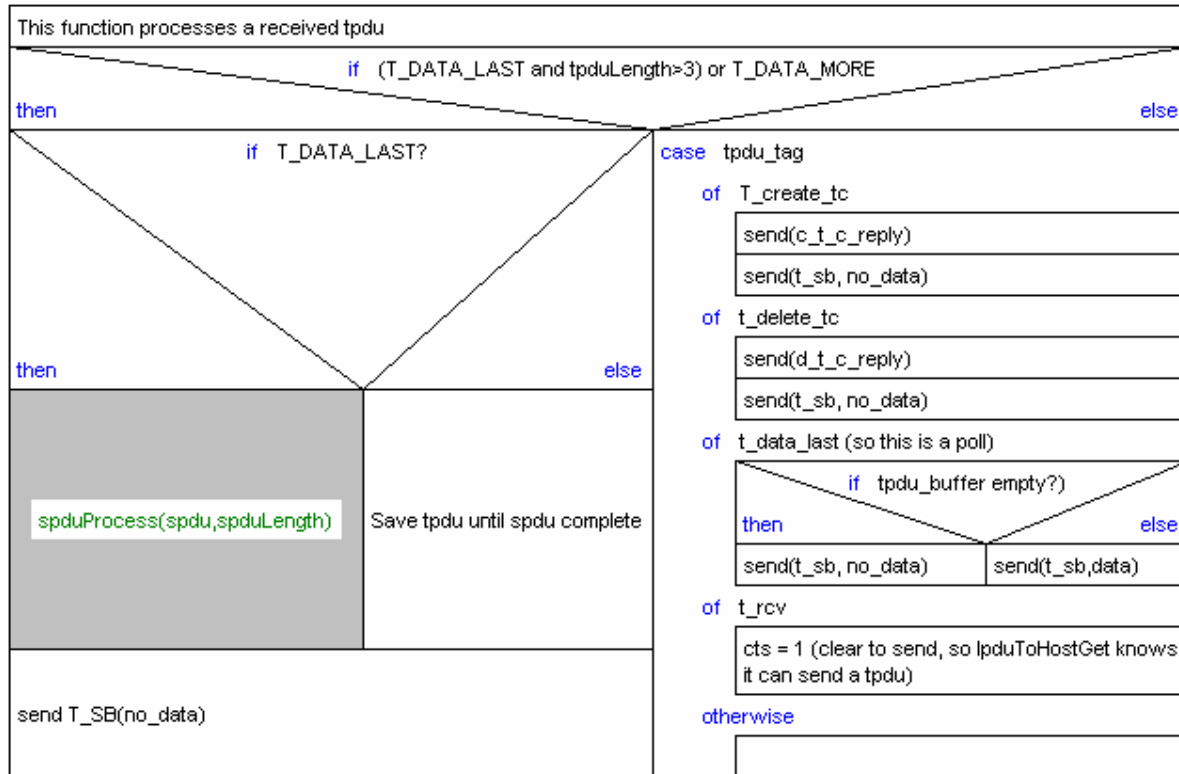 This function processes a received tpdu
if (T_DATA_LAST and tpduLength>3) or T_DATA_MORE
then
else
if T_DATA_LAST?
then
else
spduProcess(spdu,spduLength)
Save tpdu until spdu complete
send T_SB(no_data)
case tpdu_tag
of T_create_tc
send(c_t_c_reply)
send(t_sb, no_data)
of t_delete_tc
send(d_t_c_reply)
send(t_sb, no_data)
of t_data_last (so this is a poll)
if tpdu_buffer empty?)
then
else
send(t_sb, no_data)
send(t_sb,data)
of t_rcv
cts = 1 (clear to send, so lpduToHostGet knows
it can send a tpdu)
otherwise